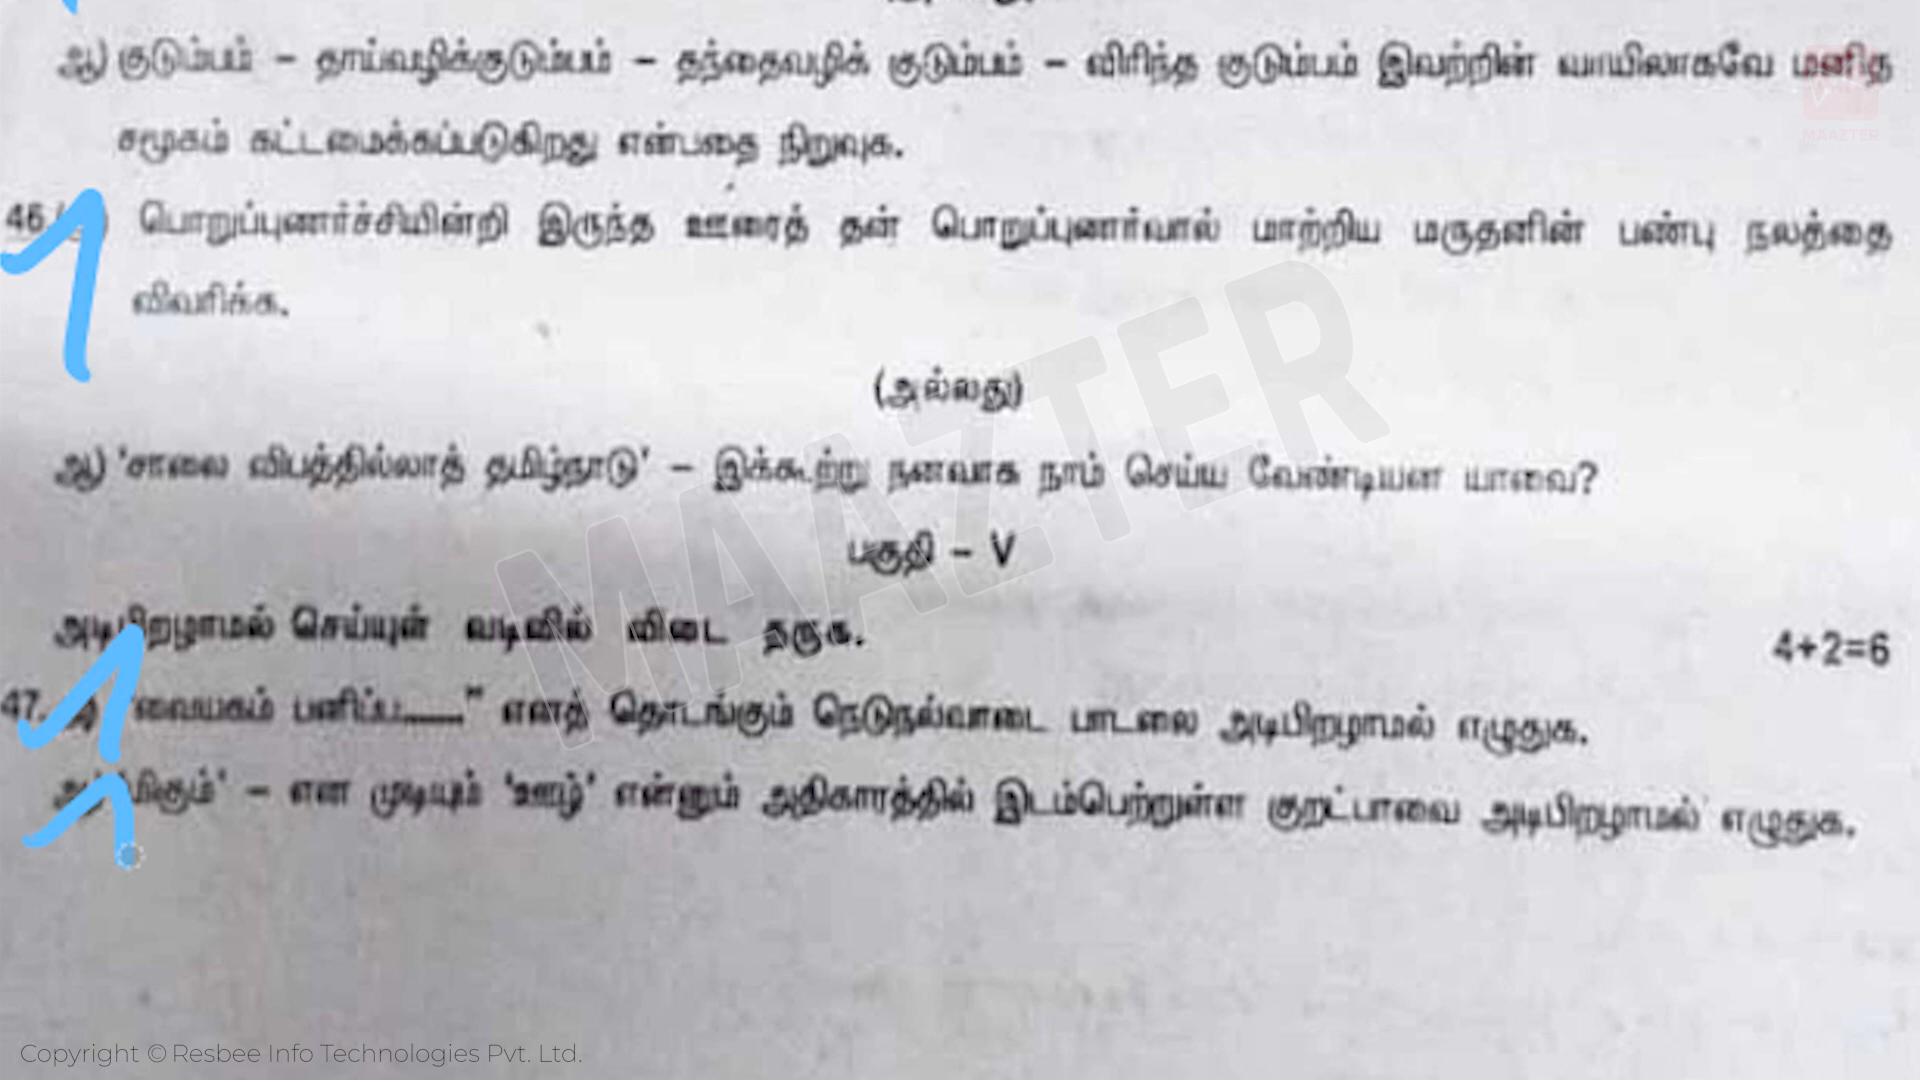 ஆ) குடும்பம் – தாய்வழிக்குடும்பம் – தந்தைவழிக் குடும்பம் – விரிந்த குடும்பம் இவற்றின் வாயிலாகவே மனித
MAAZTER
சமூகம் கட்டமைக்கப்படுகிறது என்பதை நிறுவுக.
46. பொறுப்புணர்ச்சியின்றி இருந்த ஊரைத் தன் பொறுப்புணர்வால் மாற்றிய மருதனின் பண்பு நலத்தை
விவரிக்க.
(அல்லது)
ஆ) 'சாலை விபத்தில்லாத் தமிழ்நாடு' – இக்கூற்று நனவாக நாம் செய்ய வேண்டியன யாவை?
MAAZTER
பகுதி – V
அடிபிறழாமல் செய்யுள் வடிவில் விடை தருக.
4+2=6
47. "வையகம் பனிப்ப......" எனத் தொடங்கும் நெடுநல்வாடை பாடலை அடிபிறழாமல் எழுதுக.
மிகும்' – என முடியும் 'ஊழ்' என்னும் அதிகாரத்தில் இடம்பெற்றுள்ள குறட்பாவை அடிபிறழாமல் எழுதுக.
Copyright © Resbee Info Technologies Pvt. Ltd.